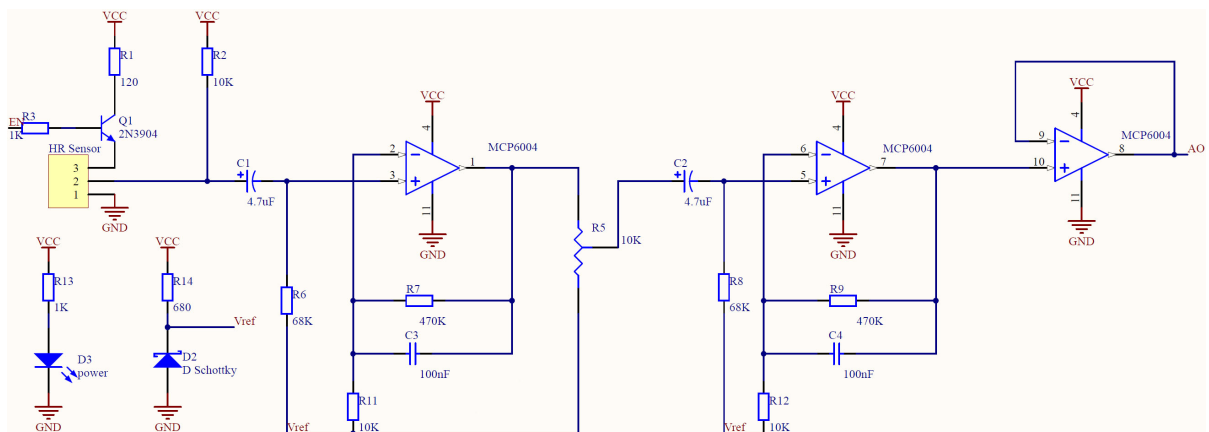 VCC
R1
120
VCC
R2
10K
EN
R3
1K
Q1
2N3904
HR Sensor
3
2
1
GND
C1
4.7uF
VCC
4
MCP6004
2
3
1
11
GND
R5
10K
C2
4.7uF
VCC
4
MCP6004
6
5
7
11
GND
VCC
4
MCP6004
9
10
8
AO
11
GND
VCC
R13
1K
D3
power
GND
VCC
R14
680
Vref
D2
D Schottky
GND
R6
68K
R7
470K
C3
100nF
R11
10K
Vref
R8
68K
R9
470K
C4
100nF
R12
10K
Vref